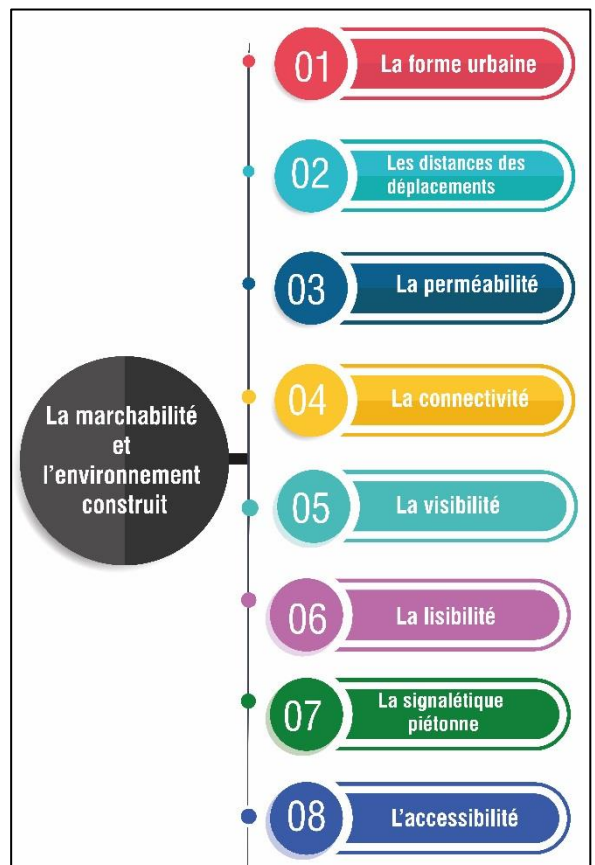 01
La forme urbaine
02
Les distances des
déplacements
03
La perméabilité
04
La connectivité
La marchabilité
et
l'environnement
construit
05
La visibilité
06
La lisibilité
07
La signalétique
piétonne
08
L'accessibilité